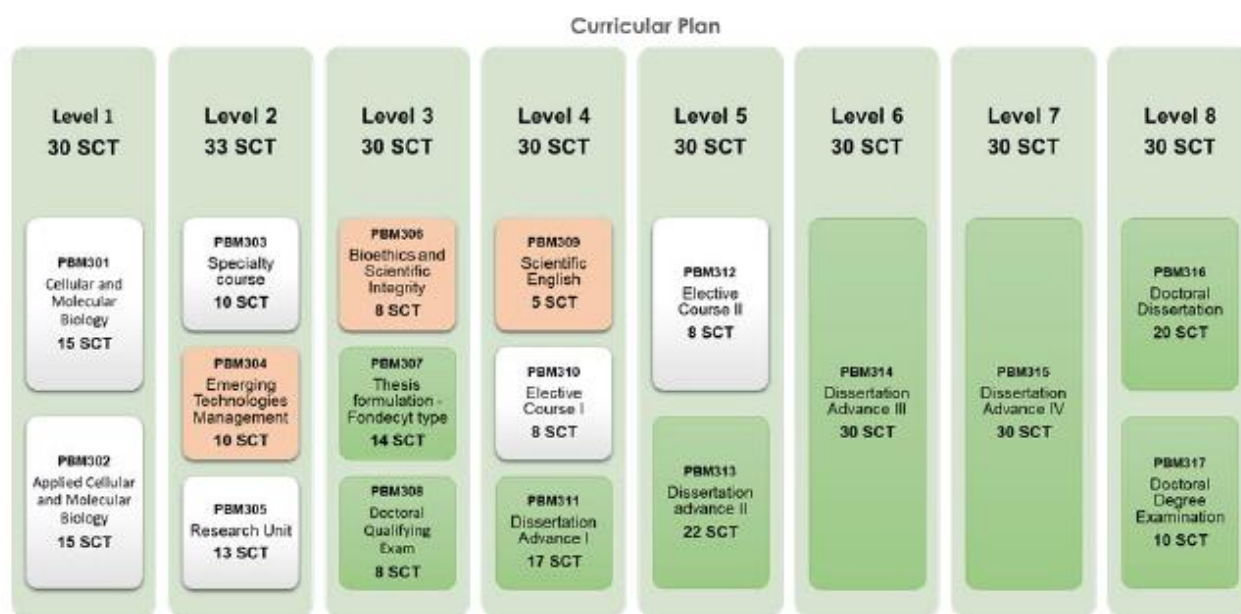 Curricular Plan
Level 1
30 SCT
PBM301
Cellular and
Molecular
Biology
15 SCT
PBM302
Applied Cellular
and Molecular
Biology
15 SCT
Level 2
33 SCT
PBM303
Specialty
course
10 SCT
PBM304
Emerging
Technologies
Management
10 SCT
PBM305
Research Unit
13 SCT
Level 3
30 SCT
PBM306
Bioethics and
Scientific
Integrity
8 SCT
PBM307
Thesis
formulation -
Fondecyt type
14 SCT
PBM308
Doctoral
Qualifying
Exam
8 SCT
Level 4
30 SCT
PBM309
Scientific
English
5 SCT
PBM310
Elective
Course I
8 SCT
PBM311
Dissertation
Advance I
17 SCT
Level 5
30 SCT
PBM312
Elective
Course II
8 SCT
PBM313
Dissertation
advance II
22 SCT
Level 6
30 SCT
PBM314
Dissertation
Advance III
30 SCT
Level 7
30 SCT
PBM315
Dissertation
Advance IV
30 SCT
Level 8
30 SCT
PBM316
Doctoral
Dissertation
20 SCT
PBM317
Doctoral
Degree
Examination
10 SCT